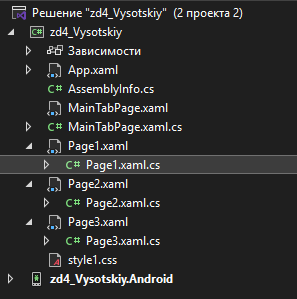 Решение "zd4_Vysotskiy" (2 проекта 2)
zd4_Vysotskiy
Зависимости
App.xaml
C# AssemblyInfo.cs
MainTabPage.xaml
C# MainTabPage.xaml.cs
Page1.xaml
C# Page1.xaml.cs
Page2.xaml
C# Page2.xaml.cs
Page3.xaml
C# Page3.xaml.cs
style1.css
zd4_Vysotskiy.Android